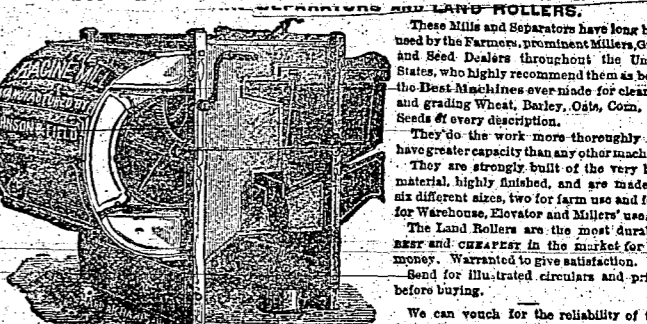 SEPARATORS AND LAND ROLLERS.
RACINE MILL
MANUFACTURED BY
These Mills and Separators have long
used by the Farmers, prominent Millers,
and Seed Dealers throughout the
States, who highly recommend them as
the Best Machines ever made for
and grading Wheat, Barley, Oats, Corn,
Seeds of every description.
They do the work more thoroughly
have greater capacity than any other
They are strongly built of the very
material, highly finished, and are made
six different sizes, two for farm use and
for Warehouse, Elevator and Millers' use.
The Land Rollers are the most
BEST and CHEAPEST in the market for
money. Warranted to give satisfaction.
Send for illustrated circulars and
before buying.
We can vouch for the reliability of